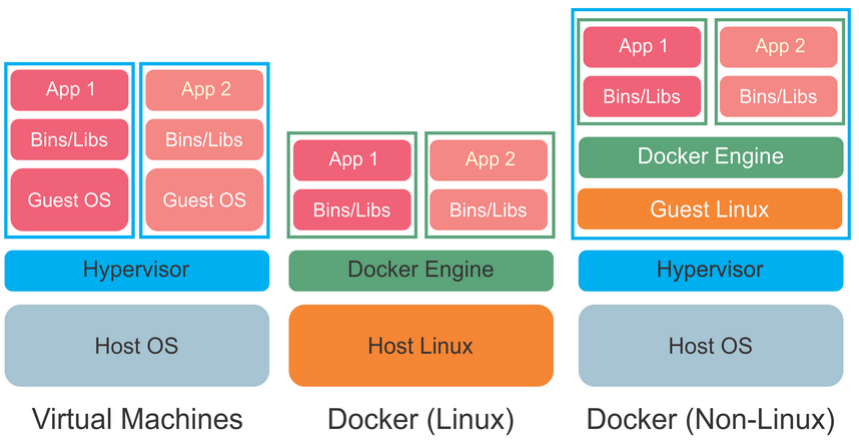 App 1
App 2
Bins/Libs
Bins/Libs
Guest OS
Guest OS
Hypervisor
Host OS
Virtual Machines
App 1
App 2
Bins/Libs
Bins/Libs
Docker Engine
Host Linux
Docker (Linux)
App 1
App 2
Bins/Libs
Bins/Libs
Docker Engine
Guest Linux
Hypervisor
Host OS
Docker (Non-Linux)